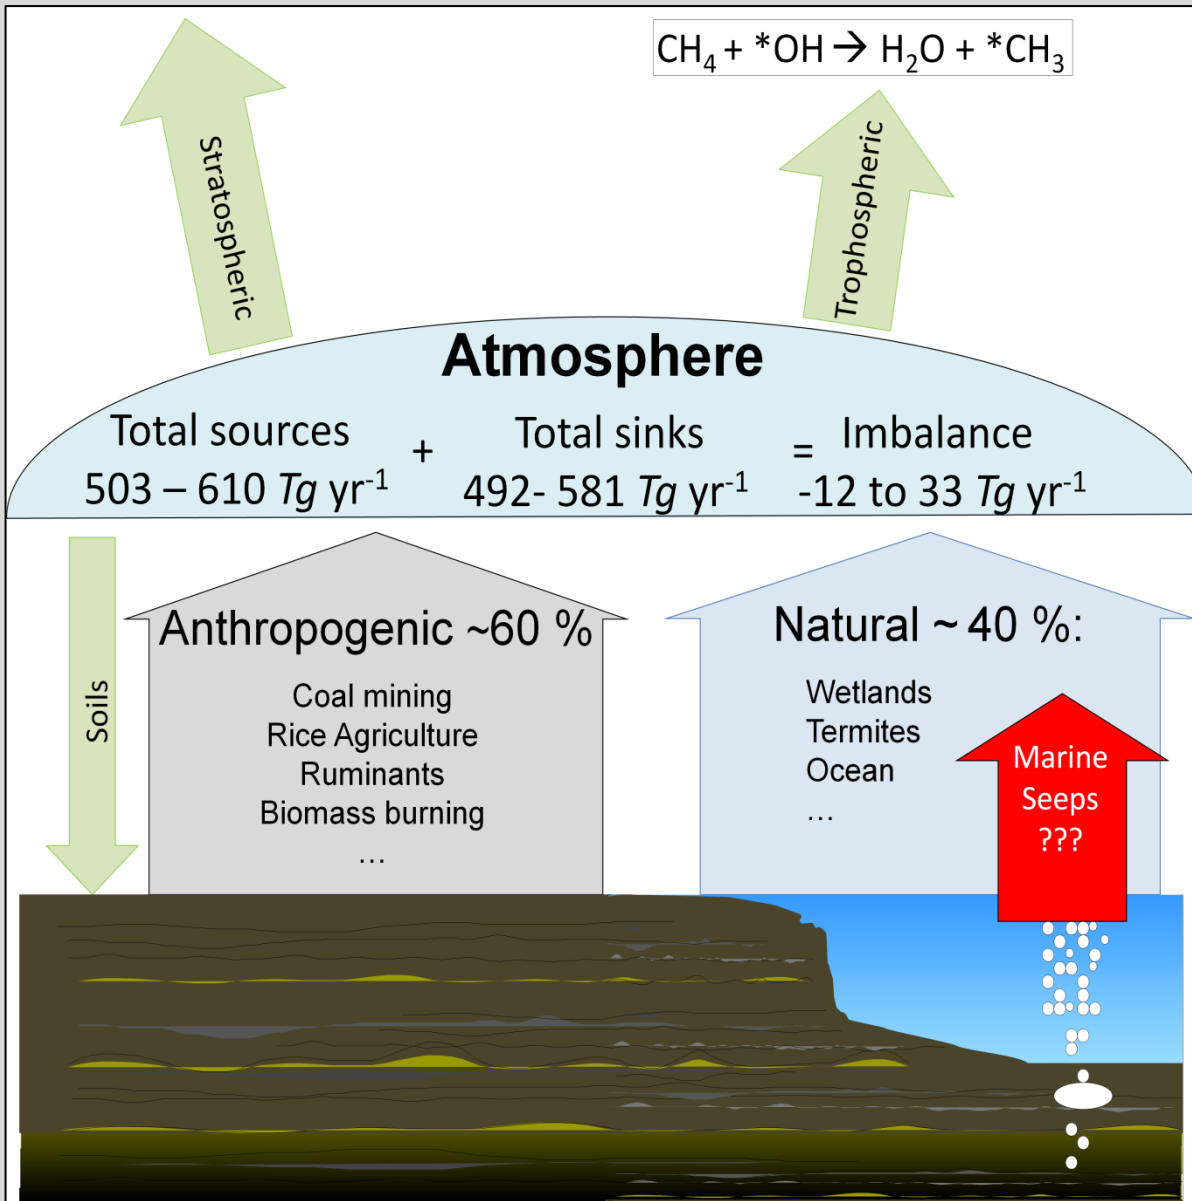 CH₄ + *OH → H₂O + *CH₃
Stratospheric
Trophospheric
Atmosphere
Total sources + Total sinks = Imbalance
503 – 610 Tg yr⁻¹ 492- 581 Tg yr⁻¹ -12 to 33 Tg yr⁻¹
Soils
Anthropogenic ~60 %
Coal mining
Rice Agriculture
Ruminants
Biomass burning
...
Natural ~ 40 %:
Wetlands
Termites
Ocean
...
Marine
Seeps
???